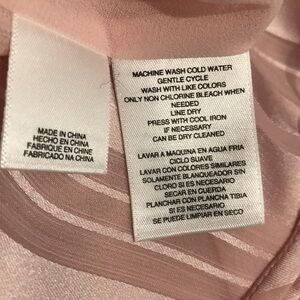 MADE IN CHINA
HECHO EN CHINA
FABRIQUE EN CHINE
FABRICADO NA CHINA
MACHINE WASH COLD WATER
GENTLE CYCLE
WASH WITH LIKE COLORS
ONLY NON CHLORINE BLEACH WHEN
NEEDED
LINE DRY
PRESS WITH COOL IRON
IF NECESSARY
CAN BE DRY CLEANED
LAVAR A MAQUINA EN AGUA FRIA
CICLO SUAVE
LAVAR CON COLORES SIMILARES
SOLAMENTE BLANQUEADOR SIN
CLORO SI ES NECESARIO
SECAR EN CUERDA
PLANCHAR CON PLANCHA TIBIA
SI ES NECESARIO
SE PUEDE LIMPIAR EN SECO